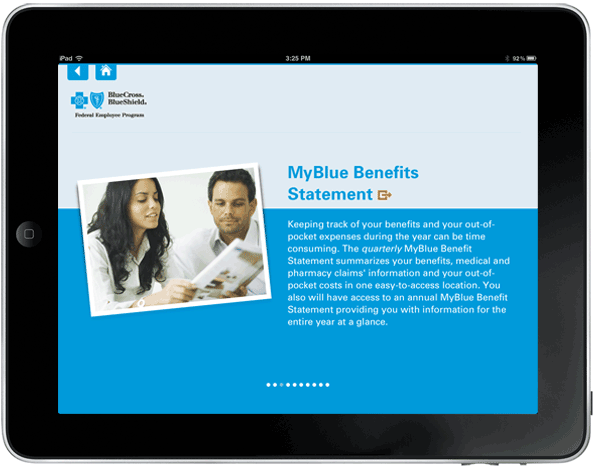 iPad 3:25 PM 92%
BlueCross
BlueShield
Federal Employee Program
MyBlue Benefits
Statement
Keeping track of your benefits and your out-of-
pocket expenses during the year can be time
consuming. The quarterly MyBlue Benefit
Statement summarizes your benefits, medical and
pharmacy claims' information and your out-of-
pocket costs in one easy-to-access location. You
also will have access to an annual MyBlue Benefit
Statement providing you with information for the
entire year at a glance.